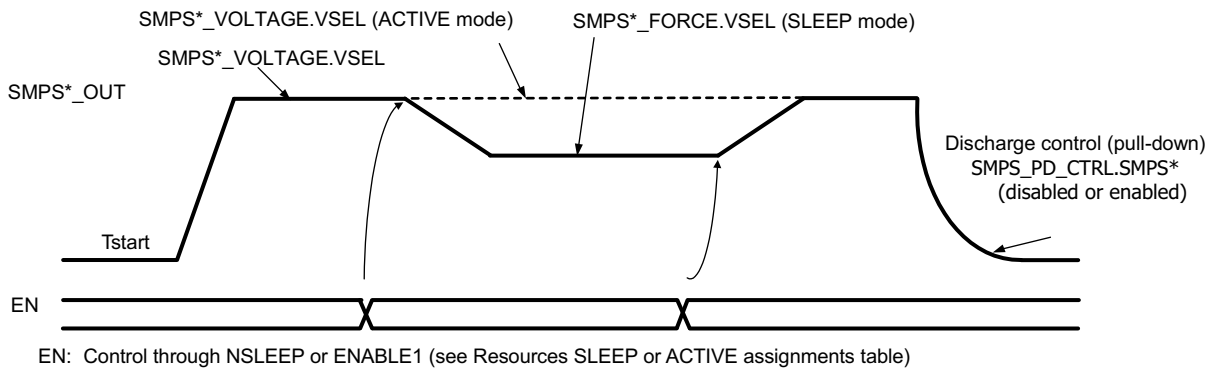 SMPS*_VOLTAGE.VSEL (ACTIVE mode)
SMPS*_FORCE.VSEL (SLEEP mode)
SMPS*_VOLTAGE.VSEL
SMPS*_OUT
Discharge control (pull-down)
SMPS_PD_CTRL.SMPS*
(disabled or enabled)
Tstart
EN
EN: Control through NSLEEP or ENABLE1 (see Resources SLEEP or ACTIVE assignments table)